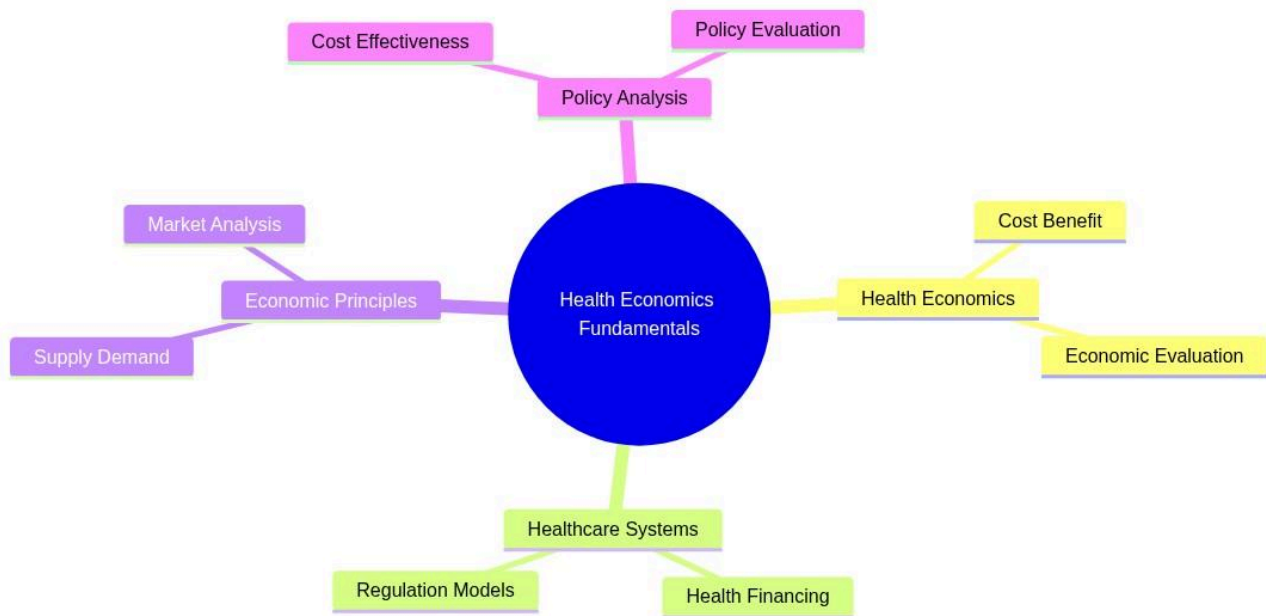 Policy Evaluation
Cost Effectiveness
Policy Analysis
Market Analysis
Cost Benefit
Economic Principles
Health Economics
Health Economics
Fundamentals
Supply Demand
Economic Evaluation
Healthcare Systems
Regulation Models
Health Financing